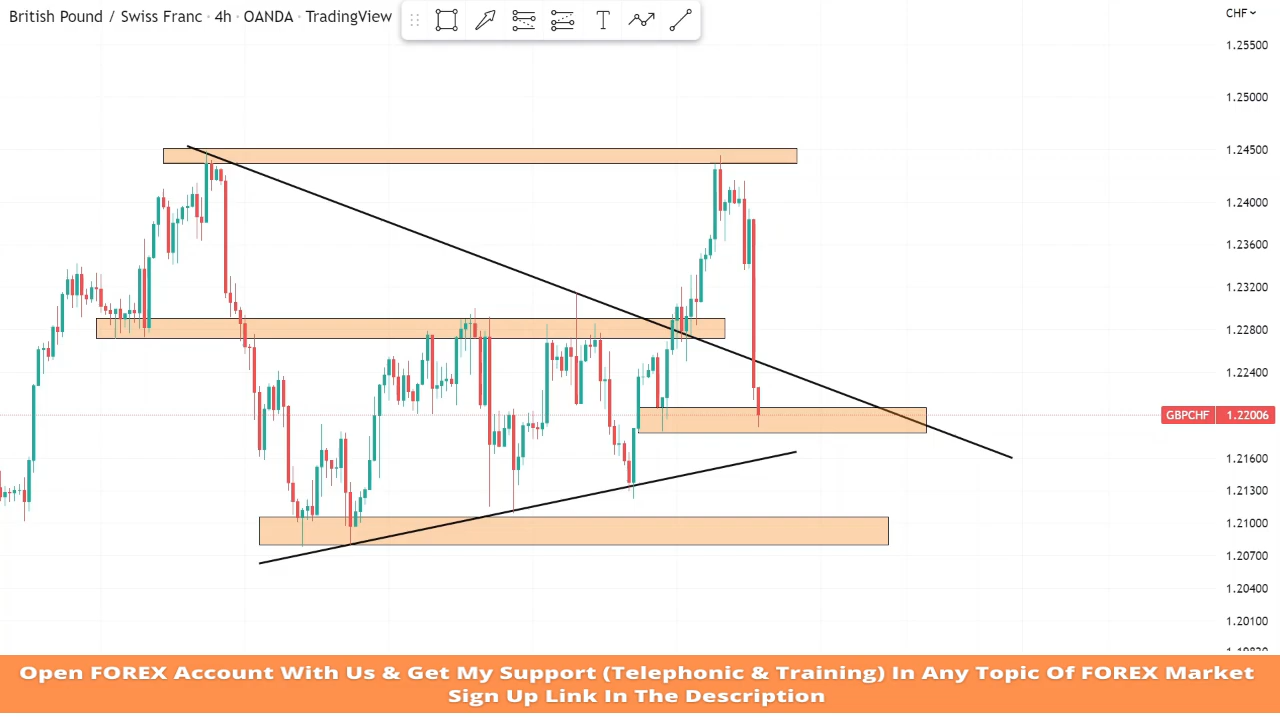 British Pound / Swiss Franc · 4h · OANDA · TradingView
T
CHF
1.25500
1.25000
1.24500
1.24000
1.23600
1.23200
1.22800
1.22400
GBPCHF 1.22006
1.21600
1.21300
1.21000
1.20700
1.20400
1.20100
Open FOREX Account With Us & Get My Support (Telephonic & Training) In Any Topic Of FOREX Market
Sign Up Link In The Description